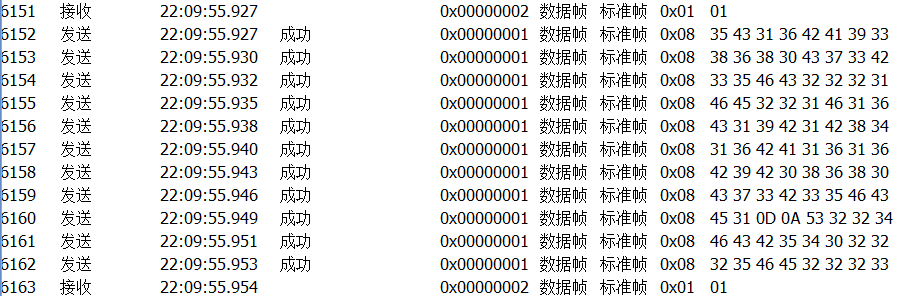 6151 接收 22:09:55.927 0x00000002 数据帧 标准帧 0x01 01
6152 发送 22:09:55.927 成功 0x00000001 数据帧 标准帧 0x08 35 43 31 36 42 41 39 33
6153 发送 22:09:55.930 成功 0x00000001 数据帧 标准帧 0x08 38 36 38 30 43 37 33 42
6154 发送 22:09:55.932 成功 0x00000001 数据帧 标准帧 0x08 33 35 46 43 32 32 32 31
6155 发送 22:09:55.935 成功 0x00000001 数据帧 标准帧 0x08 46 45 32 32 31 46 31 36
6156 发送 22:09:55.938 成功 0x00000001 数据帧 标准帧 0x08 43 31 39 42 31 42 38 34
6157 发送 22:09:55.940 成功 0x00000001 数据帧 标准帧 0x08 31 36 42 41 31 36 31 36
6158 发送 22:09:55.943 成功 0x00000001 数据帧 标准帧 0x08 42 39 42 30 38 36 38 30
6159 发送 22:09:55.946 成功 0x00000001 数据帧 标准帧 0x08 43 37 33 42 33 35 46 43
6160 发送 22:09:55.949 成功 0x00000001 数据帧 标准帧 0x08 45 31 0D 0A 53 32 32 34
6161 发送 22:09:55.951 成功 0x00000001 数据帧 标准帧 0x08 46 43 42 35 34 30 32 32
6162 发送 22:09:55.953 成功 0x00000001 数据帧 标准帧 0x08 32 35 46 45 32 32 32 33
6163 接收 22:09:55.954 0x00000002 数据帧 标准帧 0x01 01